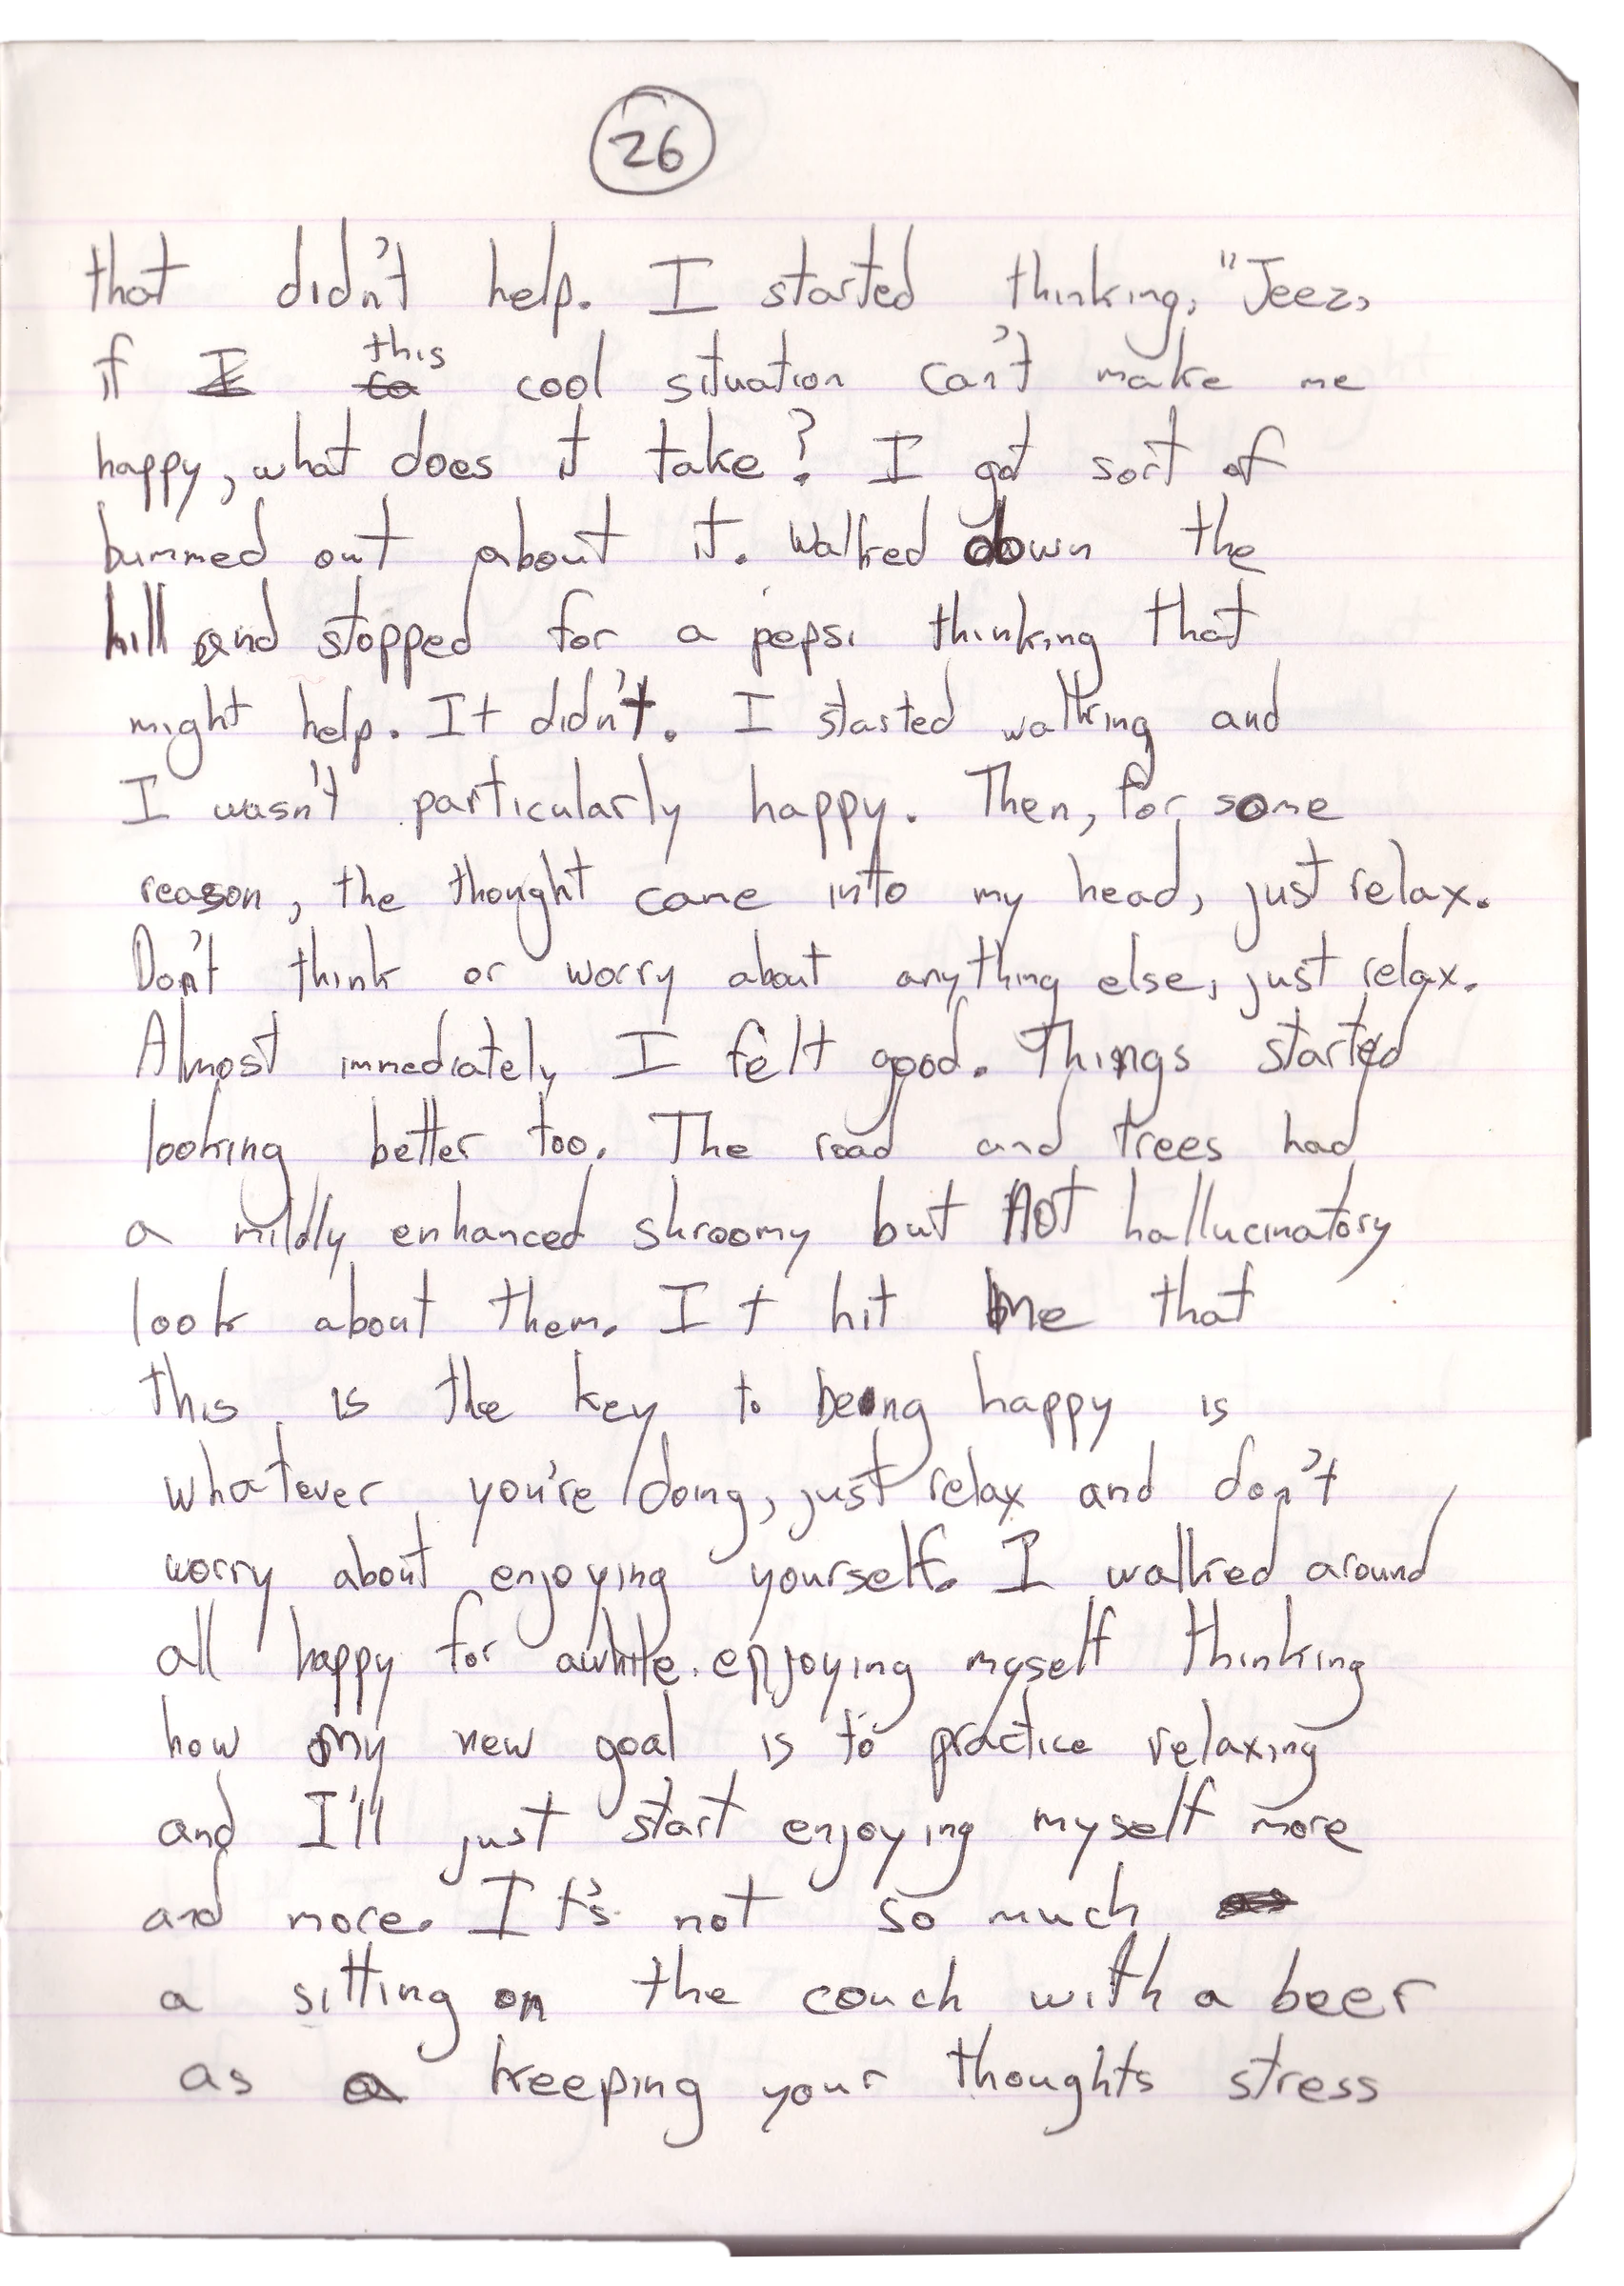 26
that didn't help. I started thinking, "Jeez,
if I ca this cool situation can't make me
happy, what does it take? I got sort of
bummed out about it. Walked down the
hill and stopped for a pepsi thinking that
might help. It didn't. I started walking and
I wasn't particularly happy. Then, for some
reason, the thought came into my head, just relax.
Don't think or worry about anything else, just relax.
Almost immediately I felt good. Things started
looking better too. The road and trees had
a mildly enhanced shroomy but not hallucinatory
look about them. It hit me that
this is the key to being happy is
whatever you're doing, just relax and don't
worry about enjoying yourself. I walked around
all happy for awhile enjoying myself thinking
how my new goal is to practice relaxing
and I'll just start enjoying myself more
and more. It's not so much
a sitting on the couch with a beer
as a keeping your thoughts stress